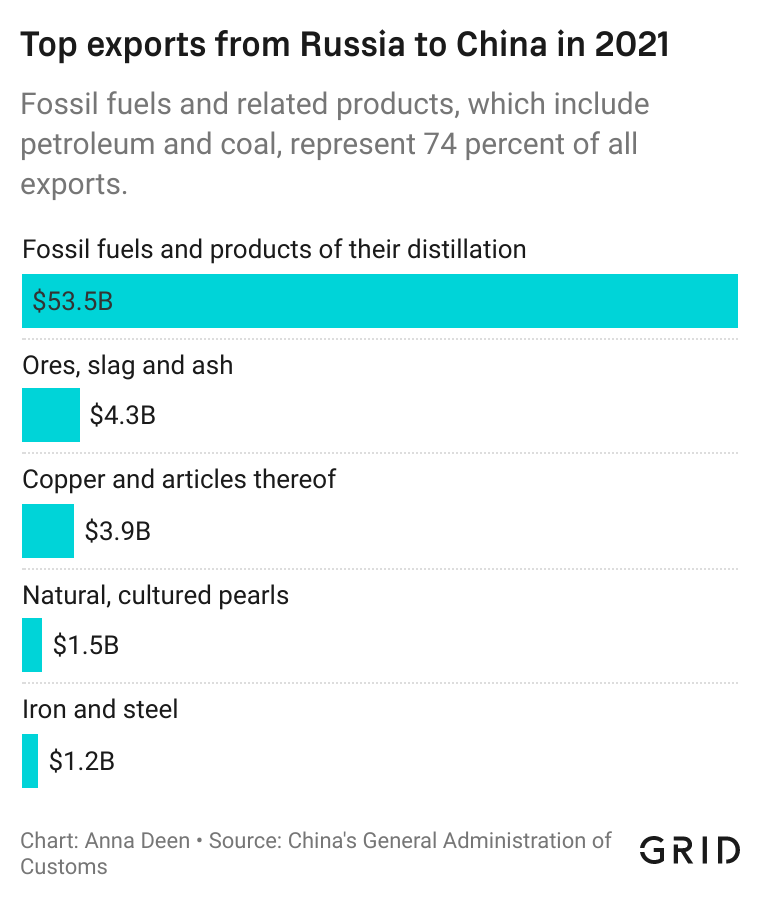 Top exports from Russia to China in 2021
Fossil fuels and related products, which include
petroleum and coal, represent 74 percent of all
exports.
Fossil fuels and products of their distillation
$53.5B
Ores, slag and ash
$4.3B
Copper and articles thereof
$3.9B
Natural, cultured pearls
$1.5B
Iron and steel
$1.2B
Chart: Anna Deen • Source: China's General Administration of
Customs
GRID